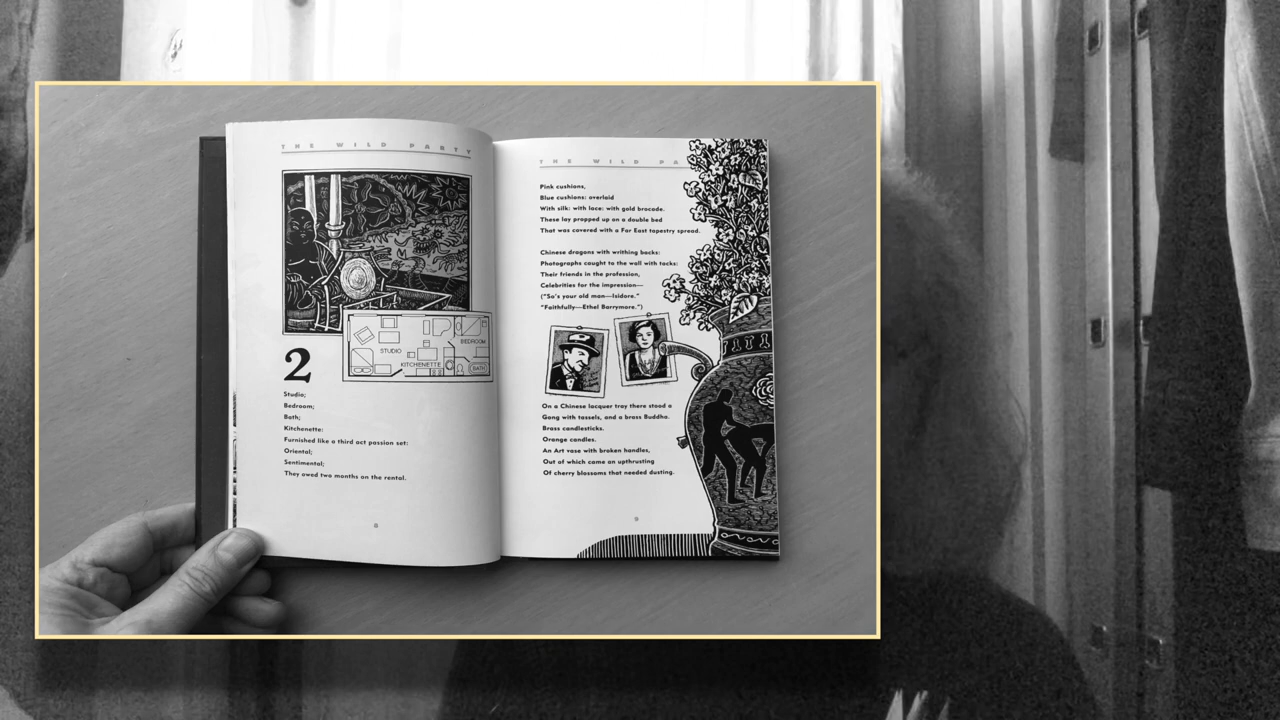 THE WILD PARTY
STUDIO
BEDROOM
KITCHENETTE
BATH
2
Studio;
Bedroom;
Bath;
Kitchenette:
Furnished like a third act passion set:
Oriental;
Sentimental;
They owed two months on the rental.
8
THE WILD PA
Pink cushions,
Blue cushions: overlaid
With silk: with lace: with gold brocade.
These lay propped up on a double bed
That was covered with a Far East tapestry spread.
Chinese dragons with writhing backs:
Photographs caught to the wall with tacks:
Their friends in the profession,
Celebrities for the impression—
("So's your old man—Isidore."
"Faithfully—Ethel Barrymore.")
On a Chinese lacquer tray there stood a
Gong with tassels, and a brass Buddha.
Brass candlesticks.
Orange candles.
An Art vase with broken handles,
Out of which came an upthrusting
Of cherry blossoms that needed dusting.
9